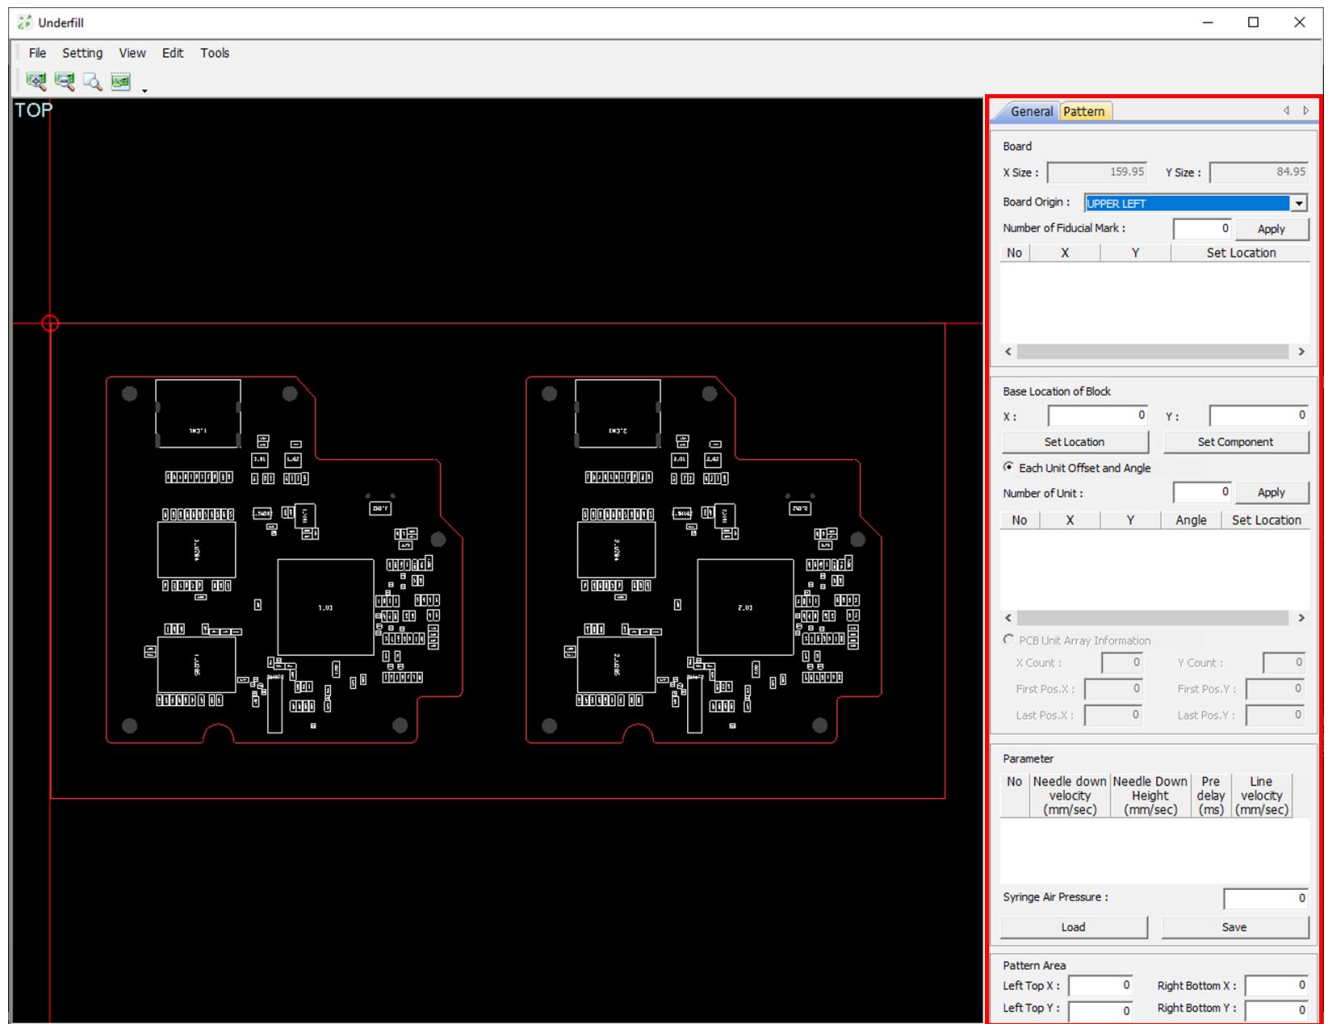 Underfill
File Setting View Edit Tools
TOP
General Pattern
Board
X Size : 159.95 Y Size : 84.95
Board Origin : UPPER LEFT
Number of Fiducial Mark : 0 Apply
No X Y Set Location
Base Location of Block
X : 0 Y : 0
Set Location Set Component
Each Unit Offset and Angle
Number of Unit : 0 Apply
No X Y Angle Set Location
PCB Unit Array Information
X Count : 0 Y Count : 0
First Pos.X : 0 First Pos.Y : 0
Last Pos.X : 0 Last Pos.Y : 0
Parameter
No Needle down velocity (mm/sec) Needle Down Height (mm/sec) Pre delay (ms) Line velocity (mm/sec)
Syringe Air Pressure : 0
Load Save
Pattern Area
Left Top X : 0 Right Bottom X : 0
Left Top Y : 0 Right Bottom Y : 0
1.U1
2.U1